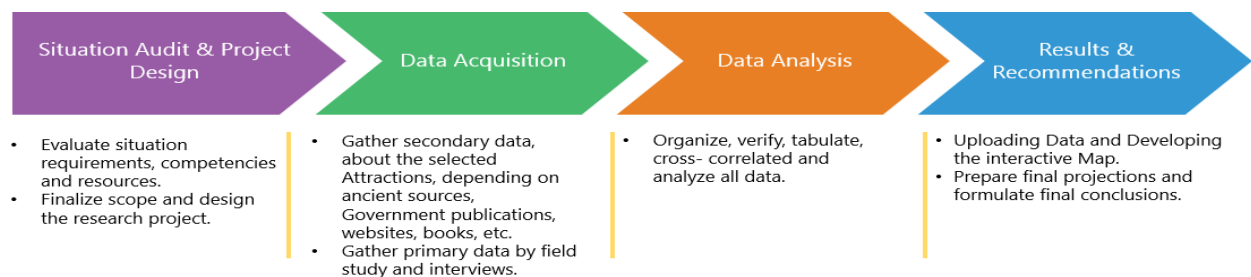 Situation Audit & Project
Design
Data Acquisition
Data Analysis
Results &
Recommendations
• Evaluate situation
requirements, competencies
and resources.
• Finalize scope and design
the research project.
• Gather secondary data,
about the selected
Attractions, depending on
ancient sources,
Government publications,
websites, books, etc.
• Gather primary data by field
study and interviews.
• Organize, verify, tabulate,
cross- correlated and
analyze all data.
• Uploading Data and Developing
the interactive Map.
• Prepare final projections and
formulate final conclusions.